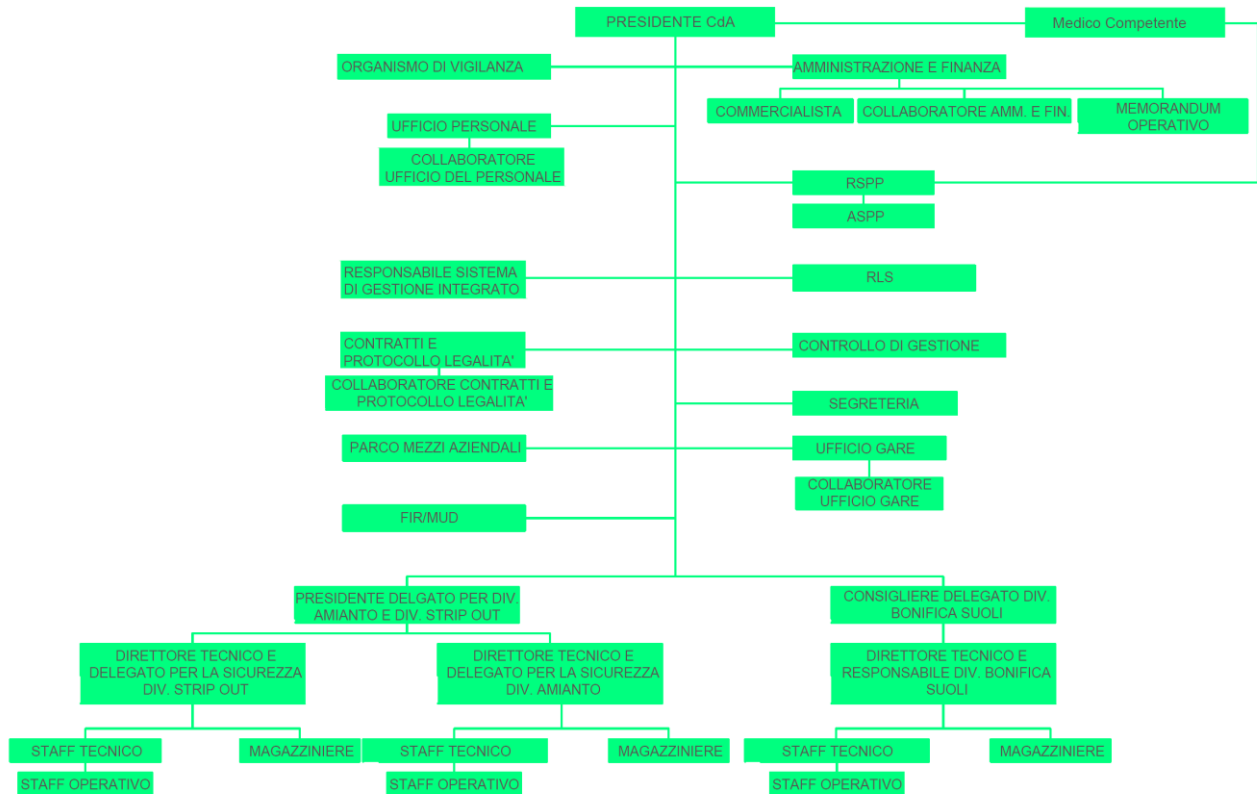 PRESIDENTE CdA
Medico Competente
ORGANISMO DI VIGILANZA
AMMINISTRAZIONE E FINANZA
COMMERCIALISTA
COLLABORATORE AMM. E FIN.
MEMORANDUM
OPERATIVO
UFFICIO PERSONALE
COLLABORATORE
UFFICIO DEL PERSONALE
RSPP
ASPP
RESPONSABILE SISTEMA
DI GESTIONE INTEGRATO
RLS
CONTRATTI E
PROTOCOLLO LEGALITA'
CONTROLLO DI GESTIONE
COLLABORATORE CONTRATTI E
PROTOCOLLO LEGALITA'
SEGRETERIA
PARCO MEZZI AZIENDALI
UFFICIO GARE
COLLABORATORE
UFFICIO GARE
FIR/MUD
PRESIDENTE DELGATO PER DIV.
AMIANTO E DIV. STRIP OUT
CONSIGLIERE DELEGATO DIV.
BONIFICA SUOLI
DIRETTORE TECNICO E
DELEGATO PER LA SICUREZZA
DIV. STRIP OUT
DIRETTORE TECNICO E
DELEGATO PER LA SICUREZZA
DIV. AMIANTO
DIRETTORE TECNICO E
RESPONSABILE DIV. BONIFICA
SUOLI
STAFF TECNICO
MAGAZZINIERE
STAFF TECNICO
MAGAZZINIERE
STAFF TECNICO
MAGAZZINIERE
STAFF OPERATIVO
STAFF OPERATIVO
STAFF OPERATIVO